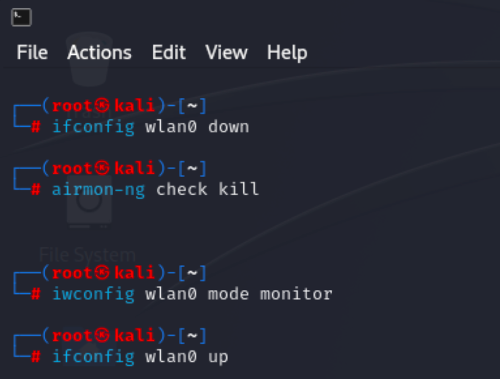 File Actions Edit View Help
┌──(root㉿kali)-[~]
└─# ifconfig wlan0 down
┌──(root㉿kali)-[~]
└─# airmon-ng check kill
File System
┌──(root㉿kali)-[~]
└─# iwconfig wlan0 mode monitor
┌──(root㉿kali)-[~]
└─# ifconfig wlan0 up